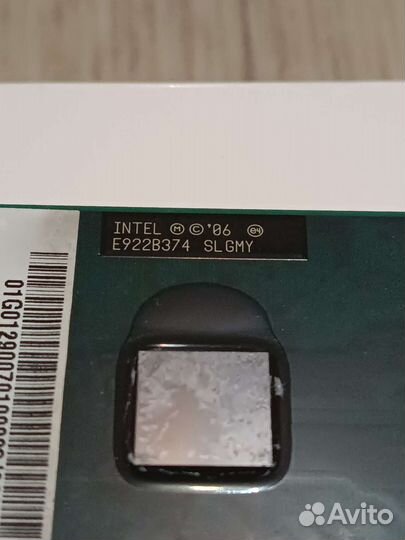 INTEL Ⓜ © '06 ⓔ4
E922B374 SLGMY
Avito